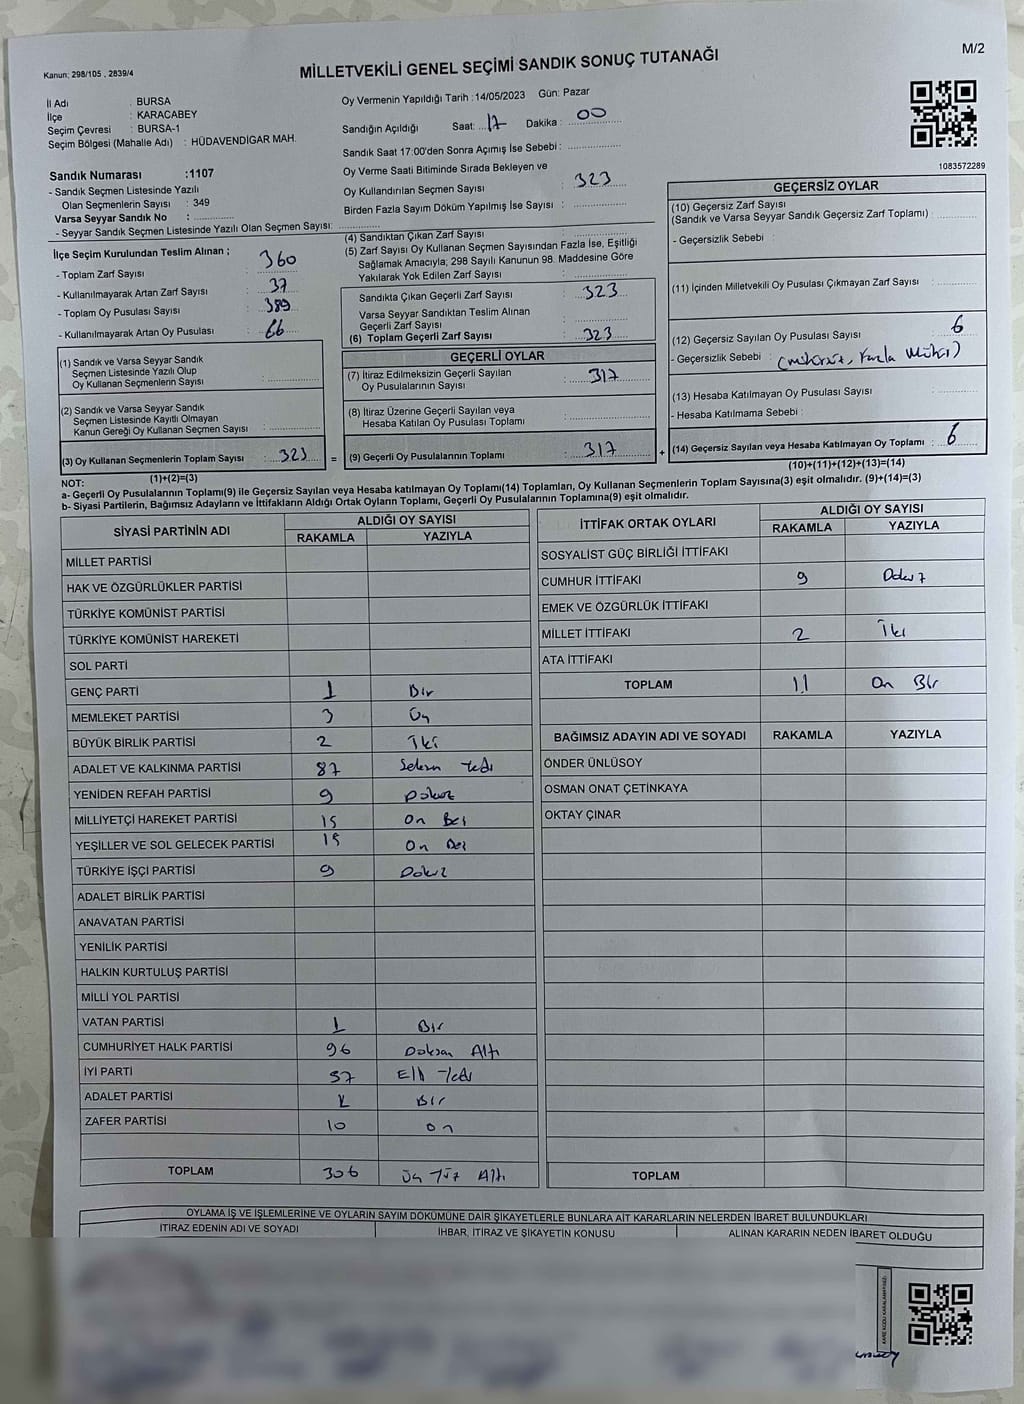 M/2
Kanun; 298/105 , 2839/4
MİLLETVEKİLİ GENEL SEÇİMİ SANDIK SONUÇ TUTANAĞI
İl Adı : BURSA
İlçe : KARACABEY
Seçim Çevresi : BURSA-1
Seçim Bölgesi (Mahalle Adı) : HÜDAVENDİGAR MAH.
Oy Vermenin Yapıldığı Tarih : 14/05/2023 Gün: Pazar
Sandığın Açıldığı Saat: 17 Dakika : 00
Sandık Saat 17:00'den Sonra Açımış İse Sebebi :
Oy Verme Saati Bitiminde Sırada Bekleyen ve
Oy Kullandırılan Seçmen Sayısı : 323
Birden Fazla Sayım Döküm Yapılmış İse Sayısı :
1083572289
Sandık Numarası :1107
- Sandık Seçmen Listesinde Yazılı
Olan Seçmenlerin Sayısı : 349
Varsa Seyyar Sandık No :
- Seyyar Sandık Seçmen Listesinde Yazılı Olan Seçmen Sayısı:
İlçe Seçim Kurulundan Teslim Alınan ;
- Toplam Zarf Sayısı : 360
- Kullanılmayarak Artan Zarf Sayısı : 37
- Toplam Oy Pusulası Sayısı : 389
- Kullanılmayarak Artan Oy Pusulası : 66
(1) Sandık ve Varsa Seyyar Sandık
Seçmen Listesinde Yazılı Olup
Oy Kullanan Seçmenlerin Sayısı :
(2) Sandık ve Varsa Seyyar Sandık
Seçmen Listesinde Kayıtlı Olmayan
Kanun Gereği Oy Kullanan Seçmen Sayısı :
(3) Oy Kullanan Seçmenlerin Toplam Sayısı : 323
(1)+(2)=(3)
(4) Sandıktan Çıkan Zarf Sayısı :
(5) Zarf Sayısı Oy Kullanan Seçmen Sayısından Fazla İse, Eşitliği
Sağlamak Amacıyla; 298 Sayılı Kanunun 98. Maddesine Göre
Yakılarak Yok Edilen Zarf Sayısı :
Sandıkta Çıkan Geçerli Zarf Sayısı : 323
Varsa Seyyar Sandıktan Teslim Alınan
Geçerli Zarf Sayısı :
(6) Toplam Geçerli Zarf Sayısı : 323
GEÇERLİ OYLAR
(7) İtiraz Edilmeksizin Geçerli Sayılan
Oy Pusulalarının Sayısı : 317
(8) İtiraz Üzerine Geçerli Sayılan veya
Hesaba Katılan Oy Pusulası Toplamı :
= (9) Geçerli Oy Pusulalarının Toplamı : 317
GEÇERSİZ OYLAR
(10) Geçersiz Zarf Sayısı
(Sandık ve Varsa Seyyar Sandık Geçersiz Zarf Toplamı) :
- Geçersizlik Sebebi :
(11) İçinden Milletvekili Oy Pusulası Çıkmayan Zarf Sayısı :
(12) Geçersiz Sayılan Oy Pusulası Sayısı : 6
- Geçersizlik Sebebi : (mühürsüz, Fazla Mühür)
(13) Hesaba Katılmayan Oy Pusulası Sayısı :
- Hesaba Katılmama Sebebi :
+ (14) Geçersiz Sayılan veya Hesaba Katılmayan Oy Toplamı : 6
(10)+(11)+(12)+(13)=(14)
NOT:
a- Geçerli Oy Pusulalarının Toplamı(9) ile Geçersiz Sayılan veya Hesaba katılmayan Oy Toplamı(14) Toplamları, Oy Kullanan Seçmenlerin Toplam Sayısına(3) eşit olmalıdır. (9)+(14)=(3)
b- Siyasi Partilerin, Bağımsız Adayların ve İttifakların Aldığı Ortak Oyların Toplamı, Geçerli Oy Pusulalarının Toplamına(9) eşit olmalıdır.
SİYASİ PARTİNİN ADI ALDIĞI OY SAYISI
RAKAMLA YAZIYLA
MİLLET PARTİSİ
HAK VE ÖZGÜRLÜKLER PARTİSİ
TÜRKİYE KOMÜNİST PARTİSİ
TÜRKİYE KOMÜNİST HAREKETİ
SOL PARTİ
GENÇ PARTİ 1 Bir
MEMLEKET PARTİSİ 3 Üç
BÜYÜK BİRLİK PARTİSİ 2 İki
ADALET VE KALKINMA PARTİSİ 87 Seksen Yedi
YENİDEN REFAH PARTİSİ 9 Dokuz
MİLLİYETÇİ HAREKET PARTİSİ 15 On Beş
YEŞİLLER VE SOL GELECEK PARTİSİ 15 On Beş
TÜRKİYE İŞÇİ PARTİSİ 9 Dokuz
ADALET BİRLİK PARTİSİ
ANAVATAN PARTİSİ
YENİLİK PARTİSİ
HALKIN KURTULUŞ PARTİSİ
MİLLİ YOL PARTİSİ
VATAN PARTİSİ 1 Bir
CUMHURİYET HALK PARTİSİ 96 Doksan Altı
İYİ PARTİ 57 Elli Yedi
ADALET PARTİSİ 1 Bir
ZAFER PARTİSİ 10 on
TOPLAM 306 Üç Yüz Altı
İTTİFAK ORTAK OYLARI ALDIĞI OY SAYISI
RAKAMLA YAZIYLA
SOSYALİST GÜÇ BİRLİĞİ İTTİFAKI
CUMHUR İTTİFAKI 9 Dokuz
EMEK VE ÖZGÜRLÜK İTTİFAKI
MİLLET İTTİFAKI 2 İki
ATA İTTİFAKI
TOPLAM 11 On Bir
BAĞIMSIZ ADAYIN ADI VE SOYADI RAKAMLA YAZIYLA
ÖNDER ÜNLÜSOY
OSMAN ONAT ÇETİNKAYA
OKTAY ÇINAR
TOPLAM
OYLAMA İŞ VE İŞLEMLERİNE VE OYLARIN SAYIM DÖKÜMÜNE DAİR ŞİKAYETLERLE BUNLARA AİT KARARLARIN NELERDEN İBARET BULUNDUKLARI
İTİRAZ EDENİN ADI VE SOYADI İHBAR, İTİRAZ VE ŞİKAYETİN KONUSU ALINAN KARARIN NEDEN İBARET OLDUĞU